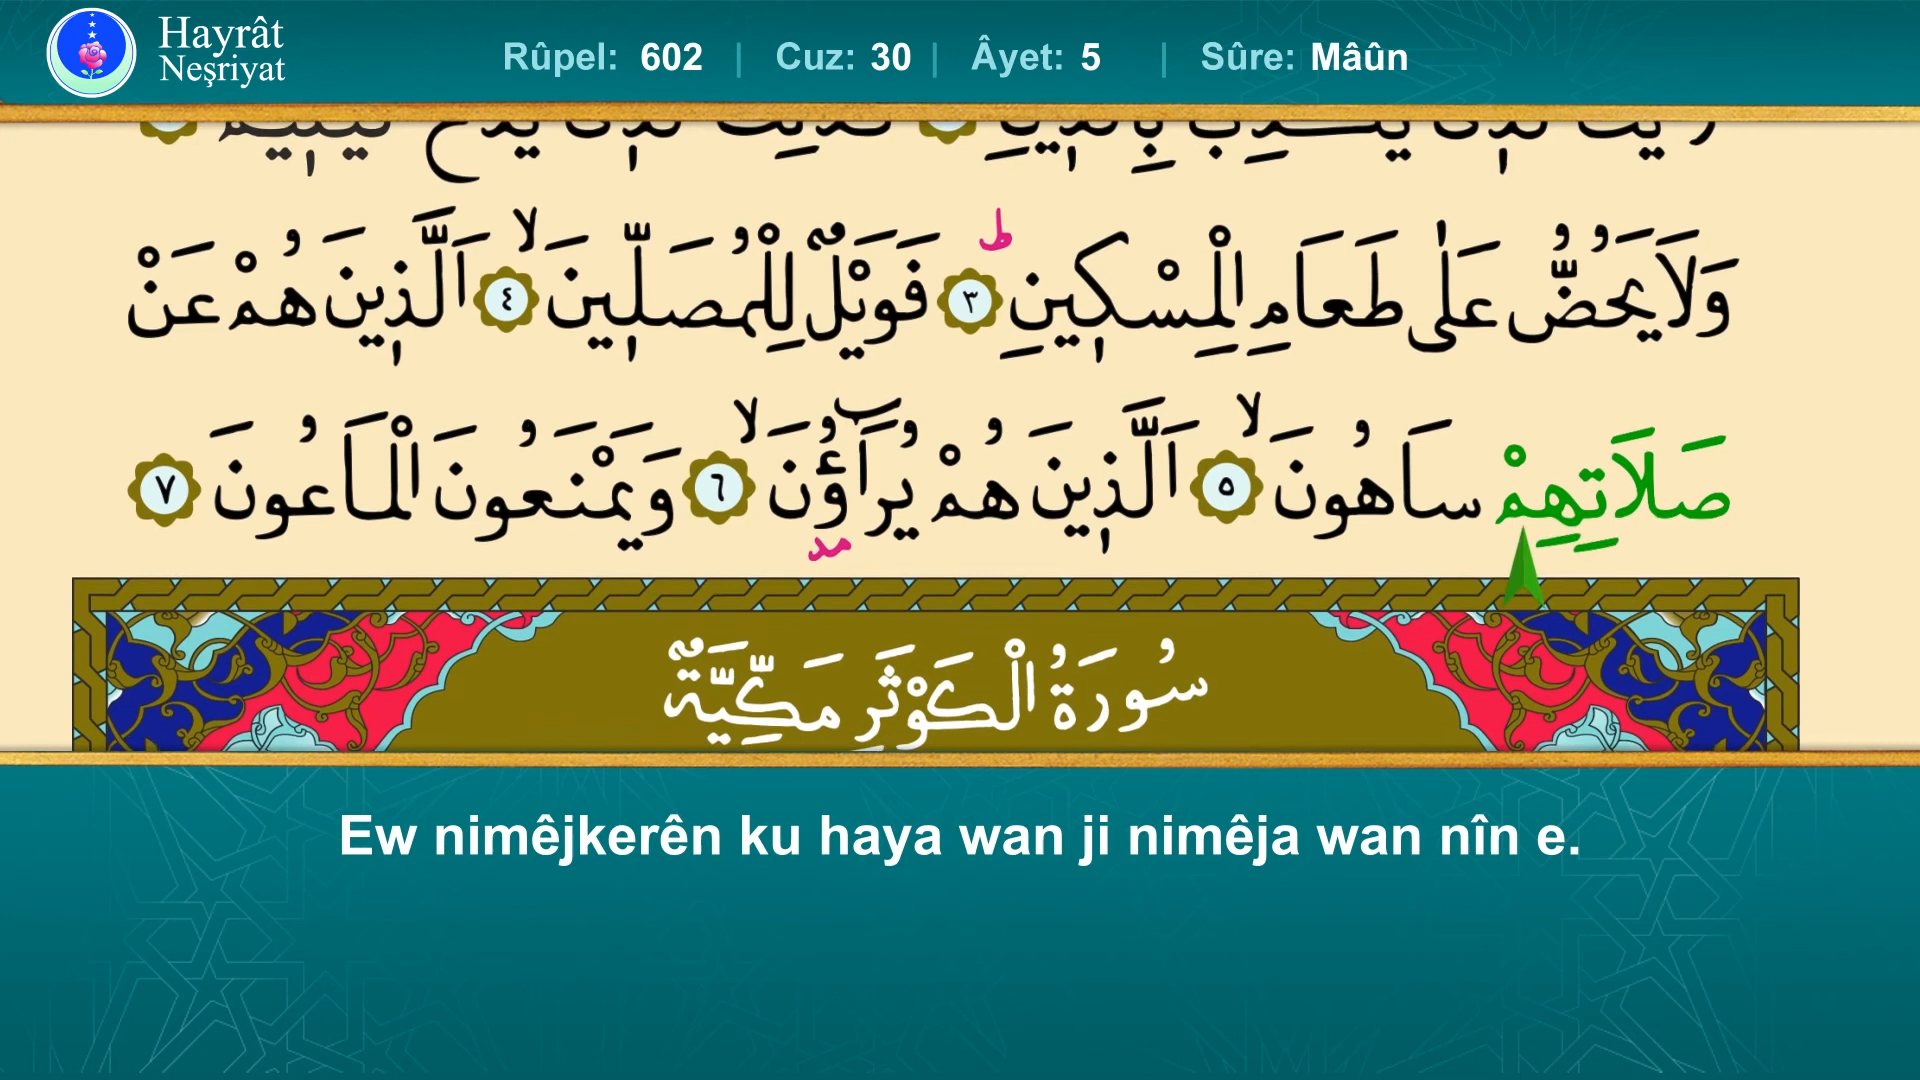 Hayrât
Neşriyat
Rûpel: 602 | Cuz: 30 | Âyet: 5 | Sûre: Mâûn
وَلَا يَحُضُّ عَلٰى طَعَامِ الْمِسْكٖينِ ٣ فَوَيْلٌ لِلْمُصَلّٖينَ ٤ اَلَّذٖينَ هُمْ عَنْ
صَلَاتِهِمْ سَاهُونَ ٥ اَلَّذٖينَ هُمْ يُرَٓاؤُ۫نَ ٦ وَيَمْنَعُونَ الْمَاعُونَ ٧
سُورَةُ الْكَوْثَرِ مَكِّيَّةٌ
Ew nimêjkerên ku haya wan ji nimêja wan nîn e.